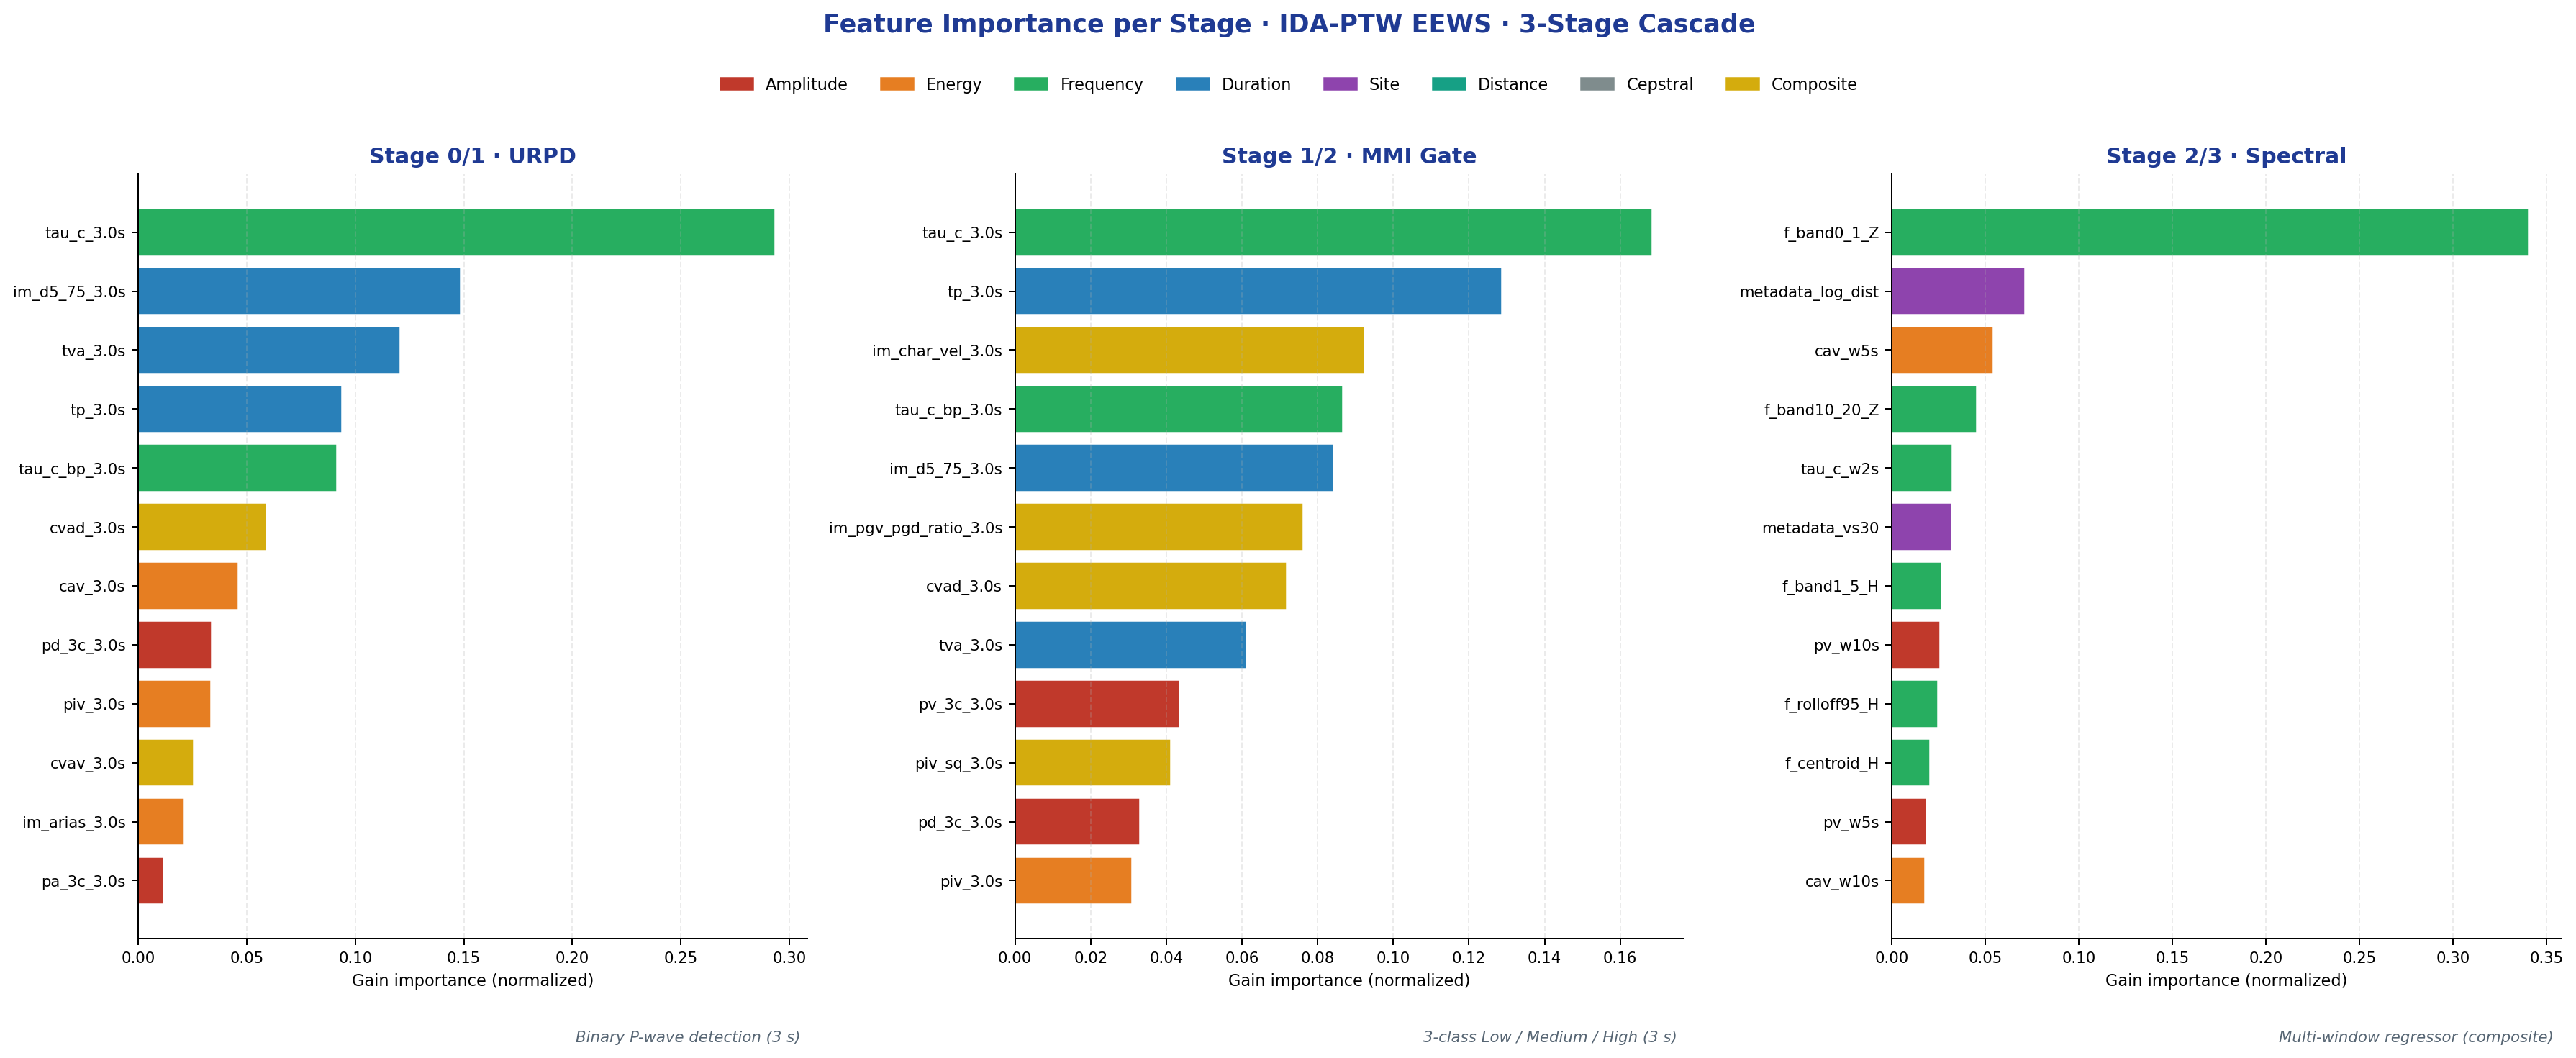 Feature Importance per Stage · IDA-PTW EEWS · 3-Stage Cascade
Amplitude Energy Frequency Duration Site Distance Cepstral Composite
Stage 0/1 · URPD
tau_c_3.0s
im_d5_75_3.0s
tva_3.0s
tp_3.0s
tau_c_bp_3.0s
cvad_3.0s
cav_3.0s
pd_3c_3.0s
piv_3.0s
cvav_3.0s
im_arias_3.0s
pa_3c_3.0s
0.00 0.05 0.10 0.15 0.20 0.25 0.30
Gain importance (normalized)
Binary P-wave detection (3 s)
Stage 1/2 · MMI Gate
tau_c_3.0s
tp_3.0s
im_char_vel_3.0s
tau_c_bp_3.0s
im_d5_75_3.0s
im_pgv_pgd_ratio_3.0s
cvad_3.0s
tva_3.0s
pv_3c_3.0s
piv_sq_3.0s
pd_3c_3.0s
piv_3.0s
0.00 0.02 0.04 0.06 0.08 0.10 0.12 0.14 0.16
Gain importance (normalized)
3-class Low / Medium / High (3 s)
Stage 2/3 · Spectral
f_band0_1_Z
metadata_log_dist
cav_w5s
f_band10_20_Z
tau_c_w2s
metadata_vs30
f_band1_5_H
pv_w10s
f_rolloff95_H
f_centroid_H
pv_w5s
cav_w10s
0.00 0.05 0.10 0.15 0.20 0.25 0.30 0.35
Gain importance (normalized)
Multi-window regressor (composite)